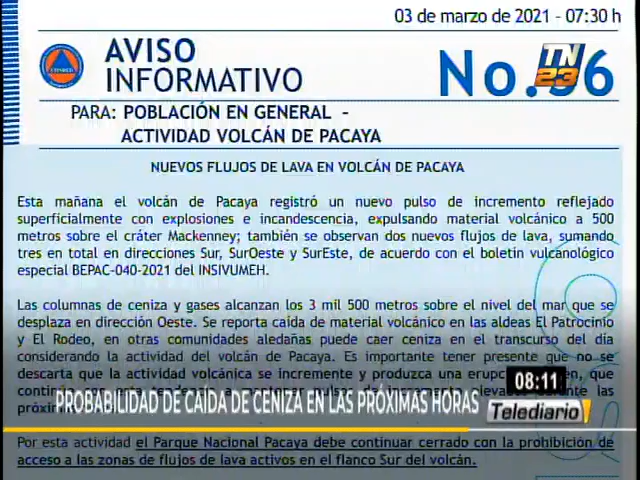 03 de marzo de 2021 - 07:30 h
AVISO
INFORMATIVO
CONRED
No. 6
TN
23
PARA: POBLACIÓN EN GENERAL -
ACTIVIDAD VOLCÁN DE PACAYA
NUEVOS FLUJOS DE LAVA EN VOLCÁN DE PACAYA
Esta mañana el volcán de Pacaya registró un nuevo pulso de incremento reflejado
superficialmente con explosiones e incandescencia, expulsando material volcánico a 500
metros sobre el cráter Mackenney; también se observan dos nuevos flujos de lava, sumando
tres en total en direcciones Sur, SurOeste y SurEste, de acuerdo con el boletín vulcanológico
especial BEPAC-040-2021 del INSIVUMEH.
Las columnas de ceniza y gases alcanzan los 3 mil 500 metros sobre el nivel del mar que se
desplaza en dirección Oeste. Se reporta caída de material volcánico en las aldeas El Patrocinio
y El Rodeo, en otras comunidades aledañas puede caer ceniza en el transcurso del día
considerando la actividad del volcán de Pacaya. Es importante tener presente que no se
descarta que la actividad volcánica se incremente y produzca una que
08:11
PROBABILIDAD DE CAÍDA DE CENIZA EN LAS PRÓXIMAS HORAS
Telediario
Por esta actividad el Parque Nacional Pacaya debe continuar cerrado con la prohibición de
acceso a las zonas de flujos de lava activos en el flanco Sur del volcán.